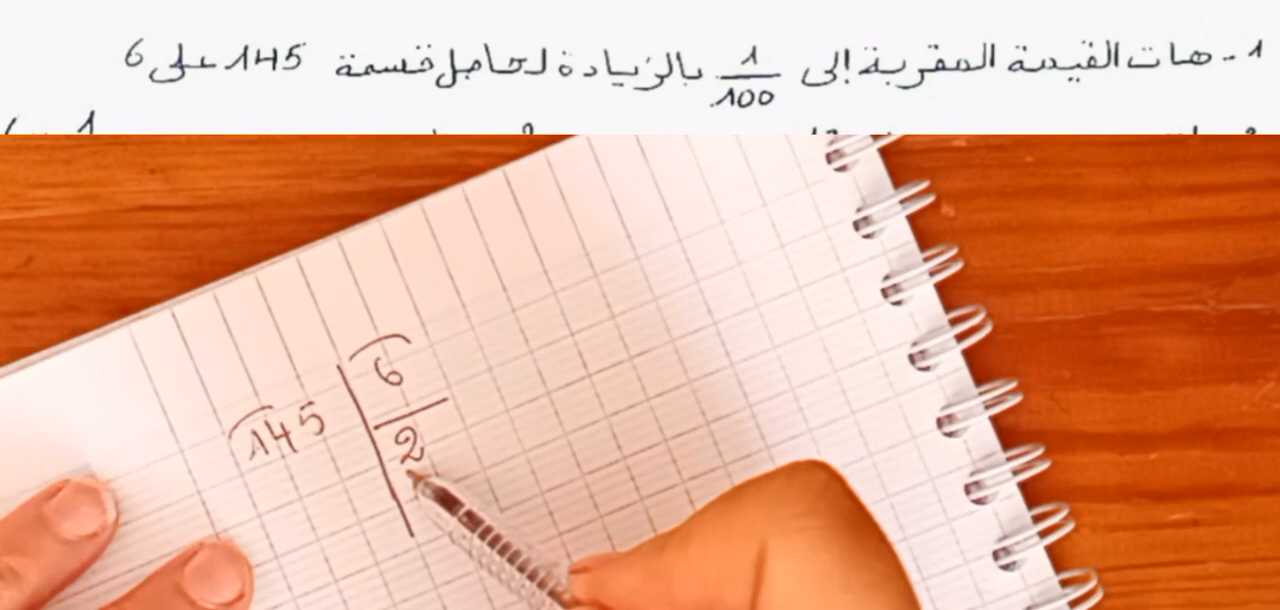 1 - هات القيمة المقربة إلى 1/100 بالزيادة لحاصل قسمة 145 على 6
145 | 6
2